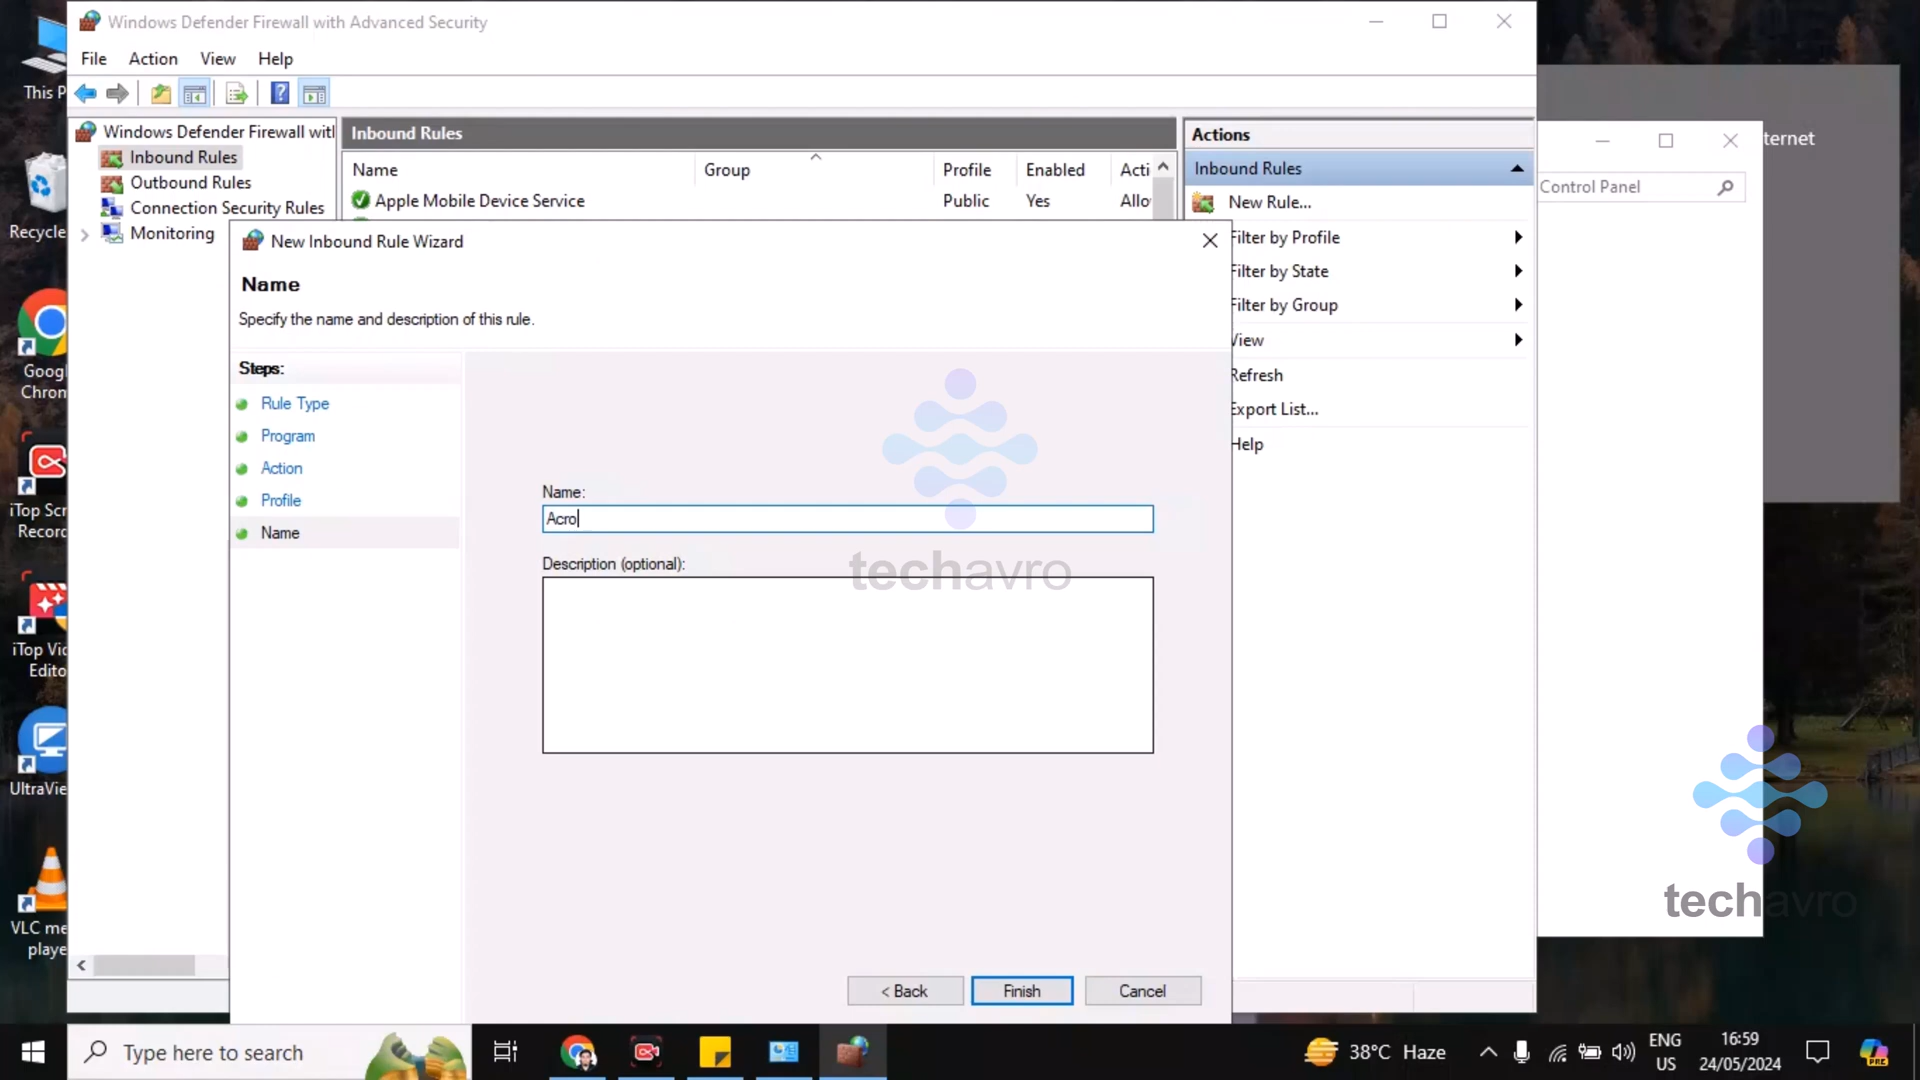 Windows Defender Firewall with Advanced Security
File Action View Help
This P
Windows Defender Firewall witl
Inbound Rules
Outbound Rules
Connection Security Rules
Monitoring
Inbound Rules
Name Group Profile Enabled Acti
Apple Mobile Device Service Public Yes Allo
Actions
Inbound Rules
New Rule...
Filter by Profile
Filter by State
Filter by Group
View
Refresh
Export List...
Help
ternet
Control Panel
New Inbound Rule Wizard
Name
Specify the name and description of this rule.
Steps:
Rule Type
Program
Action
Profile
Name
Name:
Acro
Description (optional):
techavro
< Back Finish Cancel
Recycle
Googl
Chron
iTop Scr
Record
iTop Vid
Edito
UltraVie
VLC me
playe
techavro
Type here to search
38°C Haze
ENG
US
16:59
24/05/2024
PRE